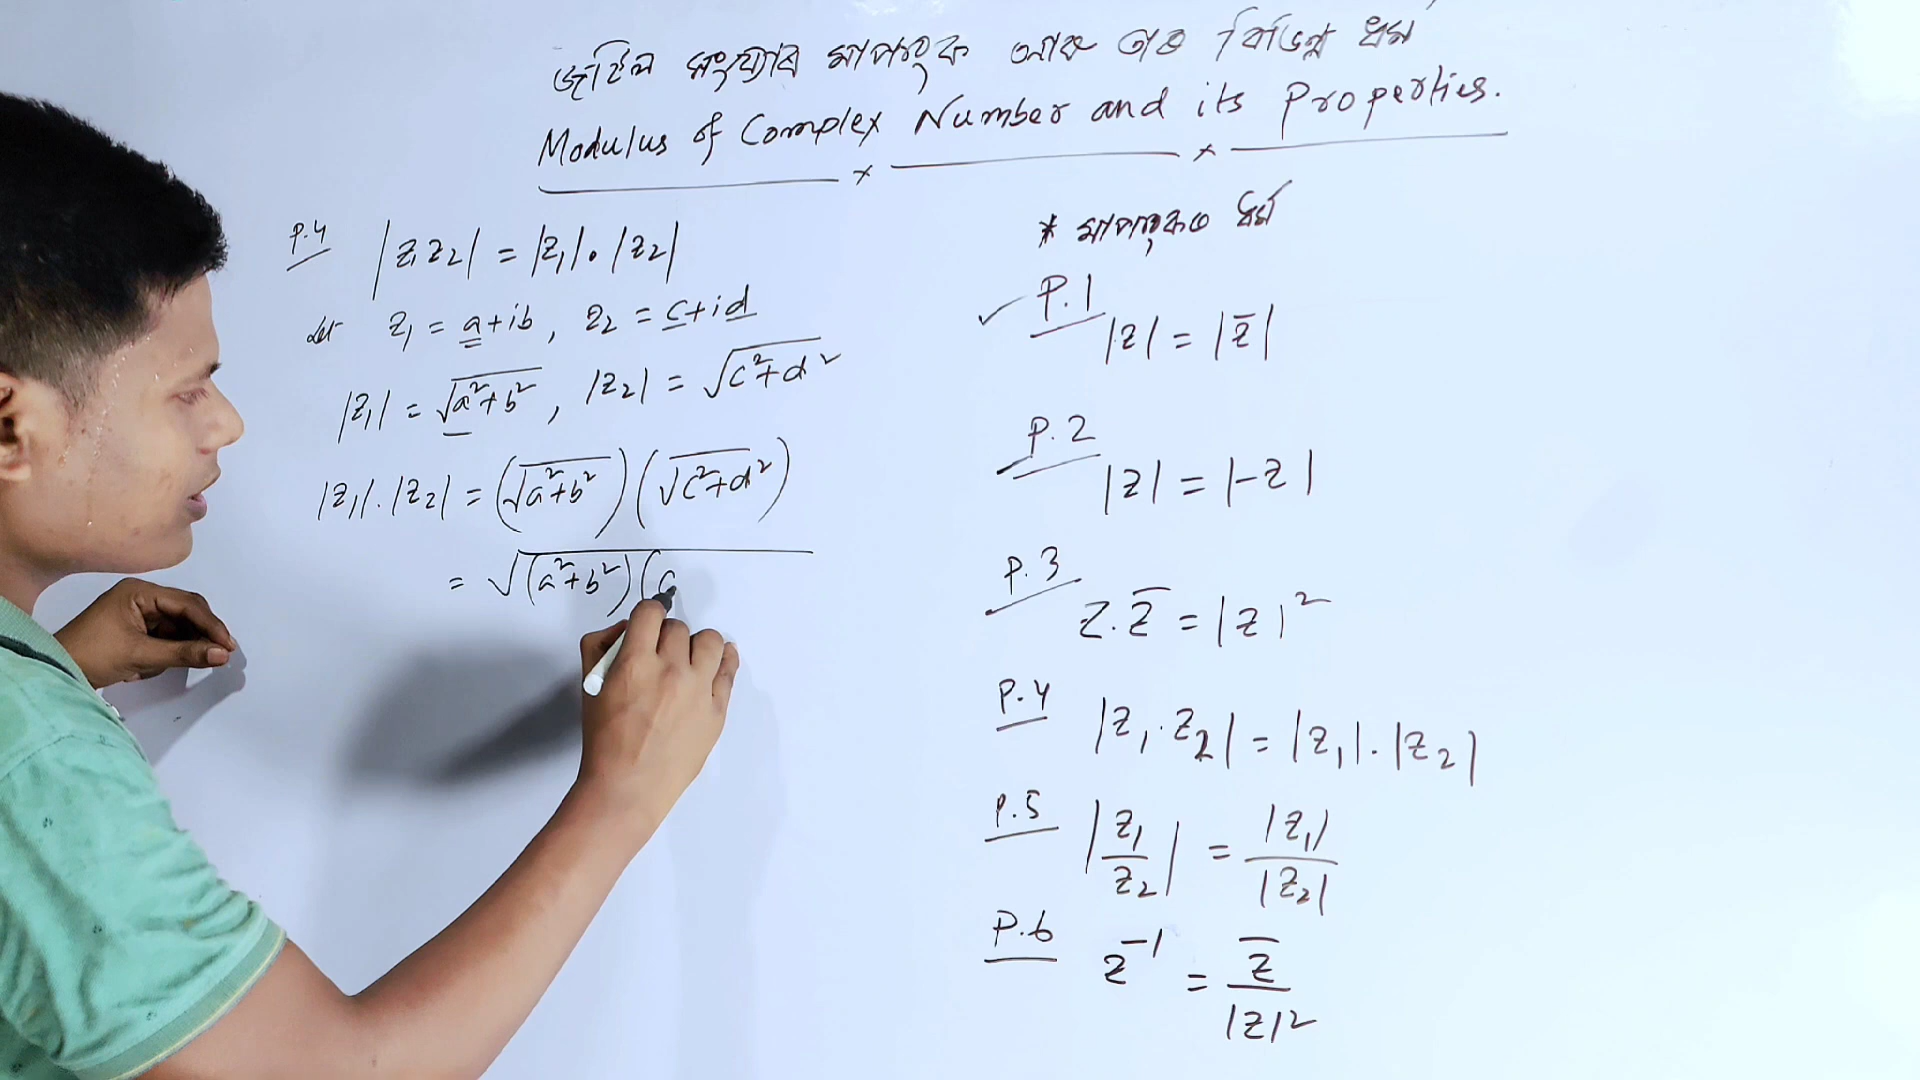 জটিল সংখ্যাৰ মাপাংক আৰু তাৰ বিভিন্ন ধৰ্ম
Modulus of Complex Number and its Properties.
P.4 |z₁z₂| = |z₁|.|z₂|
Let z₁ = a+ib, z₂ = c+id
|z₁| = √(a²+b²), |z₂| = √(c²+d²)
|z₁|.|z₂| = (√(a²+b²))(√(c²+d²))
= √((a²+b²)(c
* ধৰ্ম
P.1
|z| = |z̄|
P.2
|z| = |-z|
P.3
z.z̄ = |z|²
P.4 |z₁.z₂| = |z₁|.|z₂|
P.5 |z₁/z₂| = |z₁|/|z₂|
P.6 z⁻¹ = z̄/|z|²